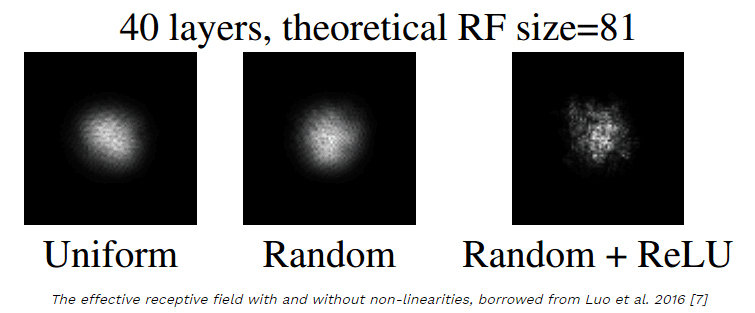 40 layers, theoretical RF size=81
Uniform Random Random + ReLU
The effective receptive field with and without non-linearities, borrowed from Luo et al. 2016 [7]